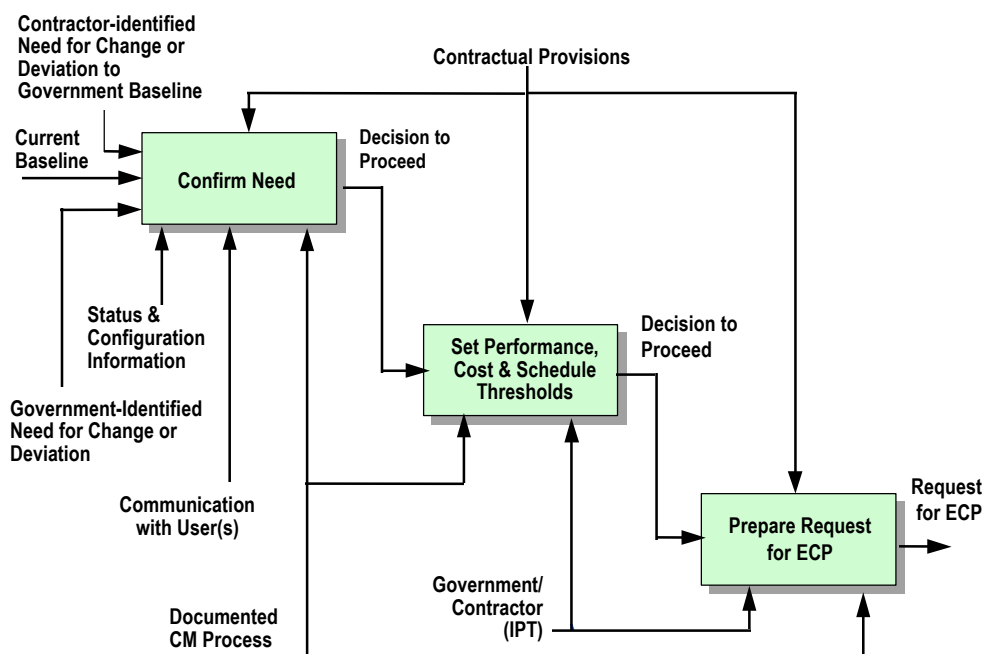 Contractor-identified
Need for Change or
Deviation to
Government Baseline
Contractual Provisions
Current
Baseline
Confirm Need
Decision to
Proceed
Status &
Configuration
Information
Set Performance,
Cost & Schedule
Thresholds
Decision to
Proceed
Government-Identified
Need for Change or
Deviation
Communication
with User(s)
Prepare Request
for ECP
Request
for ECP
Government/
Contractor
(IPT)
Documented
CM Process